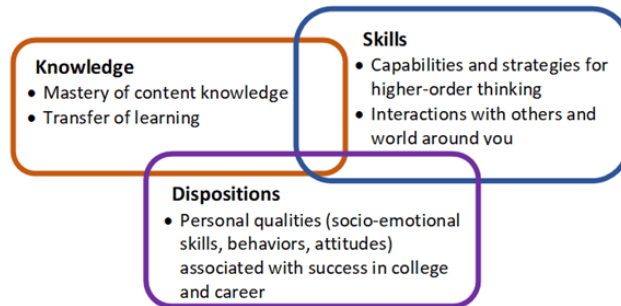 Knowledge
• Mastery of content knowledge
• Transfer of learning
Skills
• Capabilities and strategies for
higher-order thinking
• Interactions with others and
world around you
Dispositions
• Personal qualities (socio-emotional
skills, behaviors, attitudes)
associated with success in college
and career